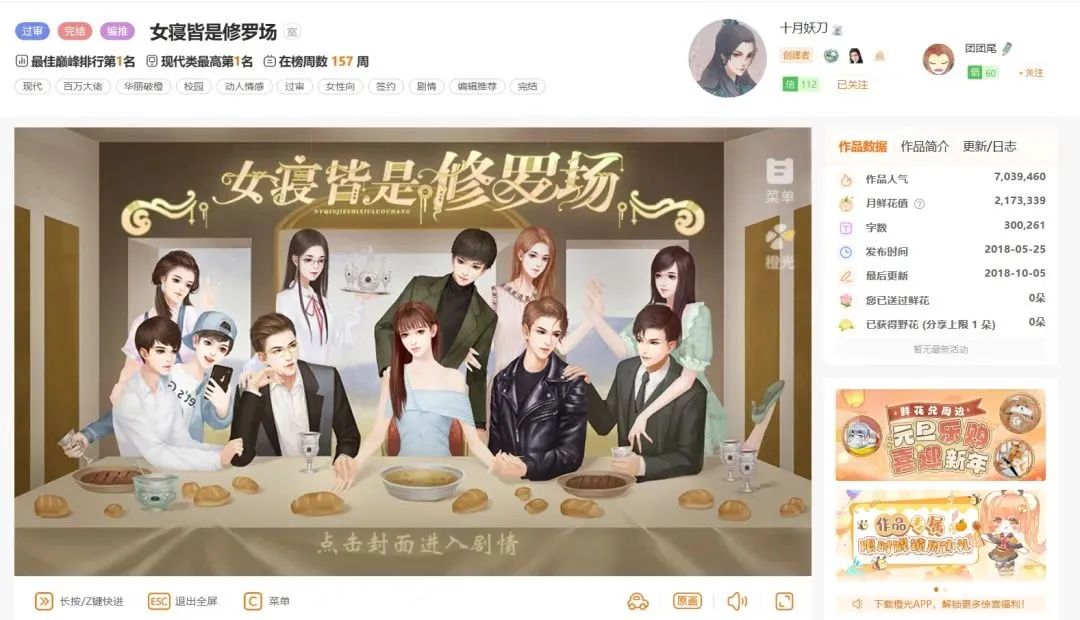 过审 完结 编推 女寝皆是修罗场 室
最佳巅峰排行第1名 现代类最高第1名 在榜周数 157 周
现代 百万大佬 华丽破橙 校园 动人情感 过审 女性向 签约 剧情 编辑推荐 完结
十月妖刀
创建者
信 112 已关注
团团尾
信 60 +关注
女寝皆是修罗场
NVQINJIESHIXIULUOCHANG
菜单
橙光
点击封面进入剧情
作品数据 作品简介 更新/日志
作品人气 7,039,460
月鲜花值 ? 2,173,339
字数 300,261
发布时间 2018-05-25
最后更新 2018-10-05
您已送过鲜花 0朵
已获得野花 (分享上限 1 朵) 0朵
暂无最新活动
鲜花兑周边
元旦乐购
喜迎新年
作品专属
下载橙光APP，解锁更多惊喜福利!
长按/Z键快进 ESC 退出全屏 C 菜单
原画